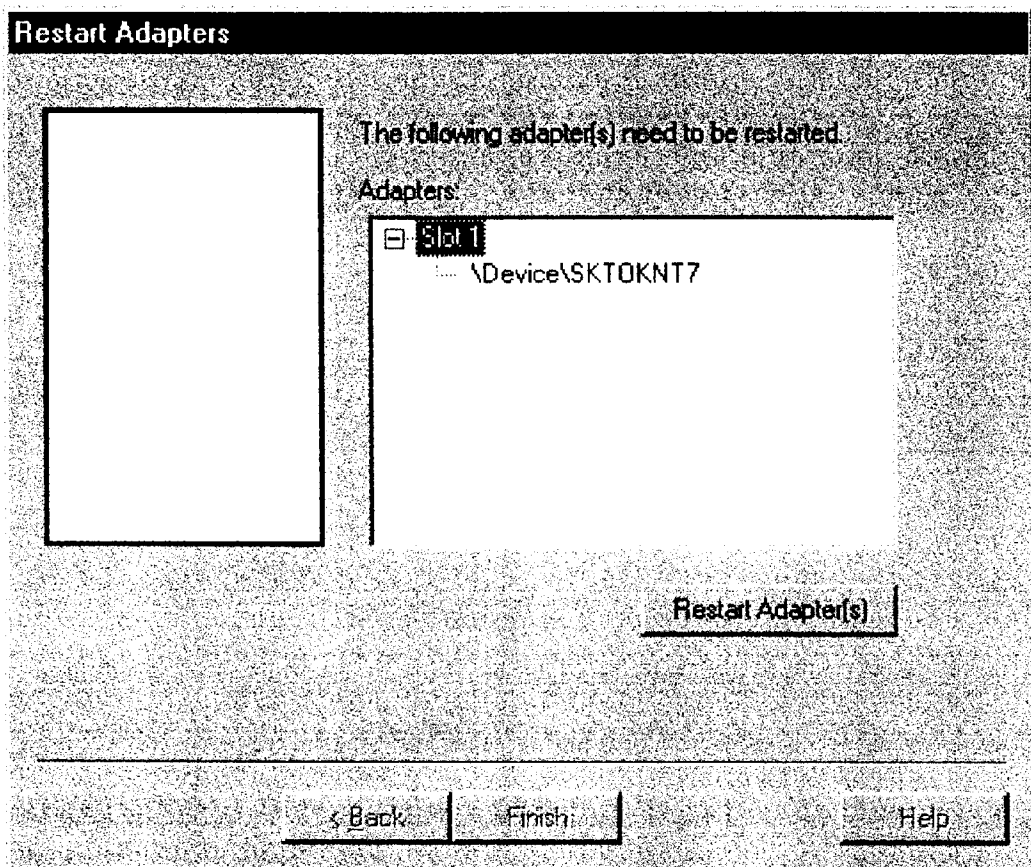 Restart Adapters
The following adapter(s) need to be restarted.
Adapters:
Slot 1
\Device\SKTOKNT7
Restart Adapter(s)
< Back
Finish
Help